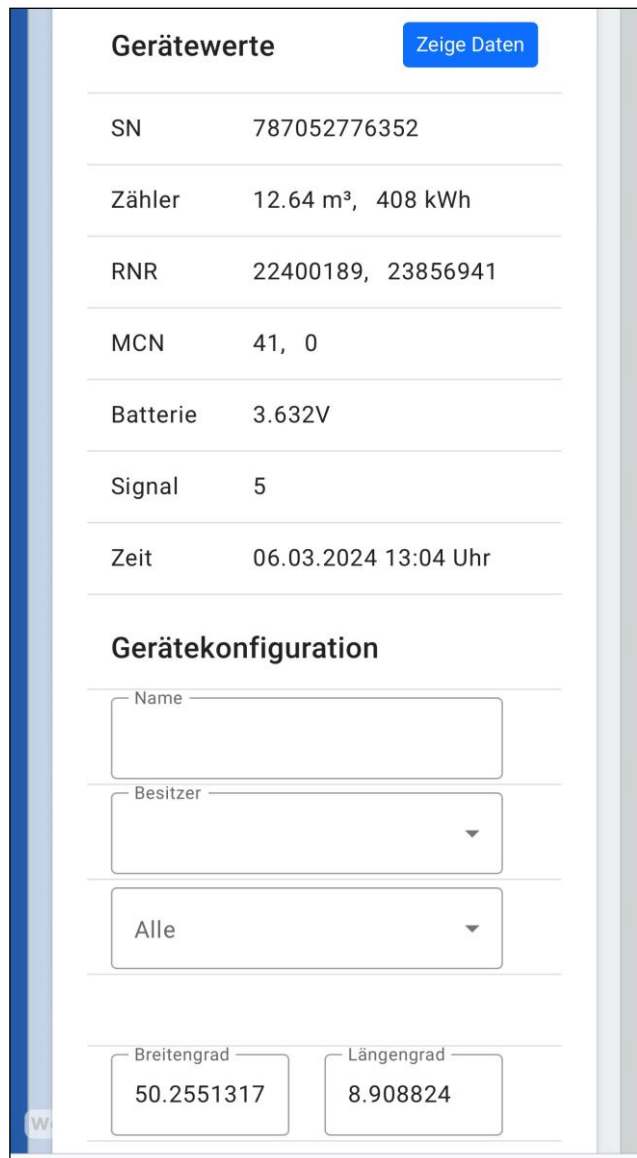 Gerätewerte Zeige Daten
SN 787052776352
Zähler 12.64 m³, 408 kWh
RNR 22400189, 23856941
MCN 41, 0
Batterie 3.632V
Signal 5
Zeit 06.03.2024 13:04 Uhr
Gerätekonfiguration
Name
Besitzer
Alle
Breitengrad Längengrad
50.2551317 8.908824